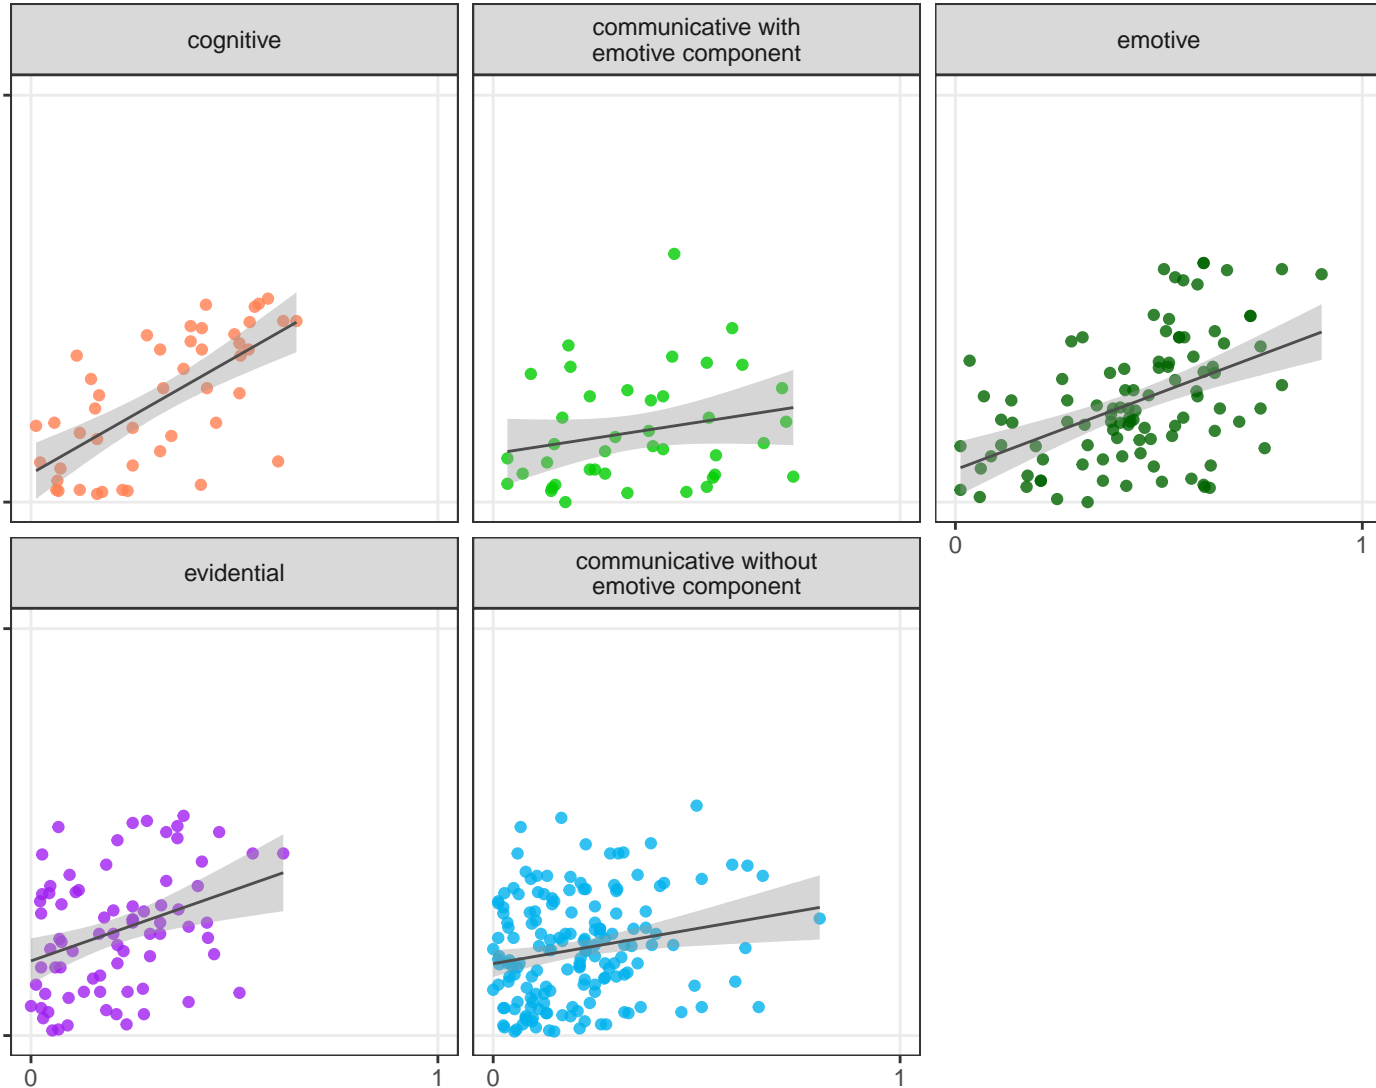 cognitive
communicative with
emotive component
emotive
0
1
evidential
communicative without
emotive component
0
1
0
1